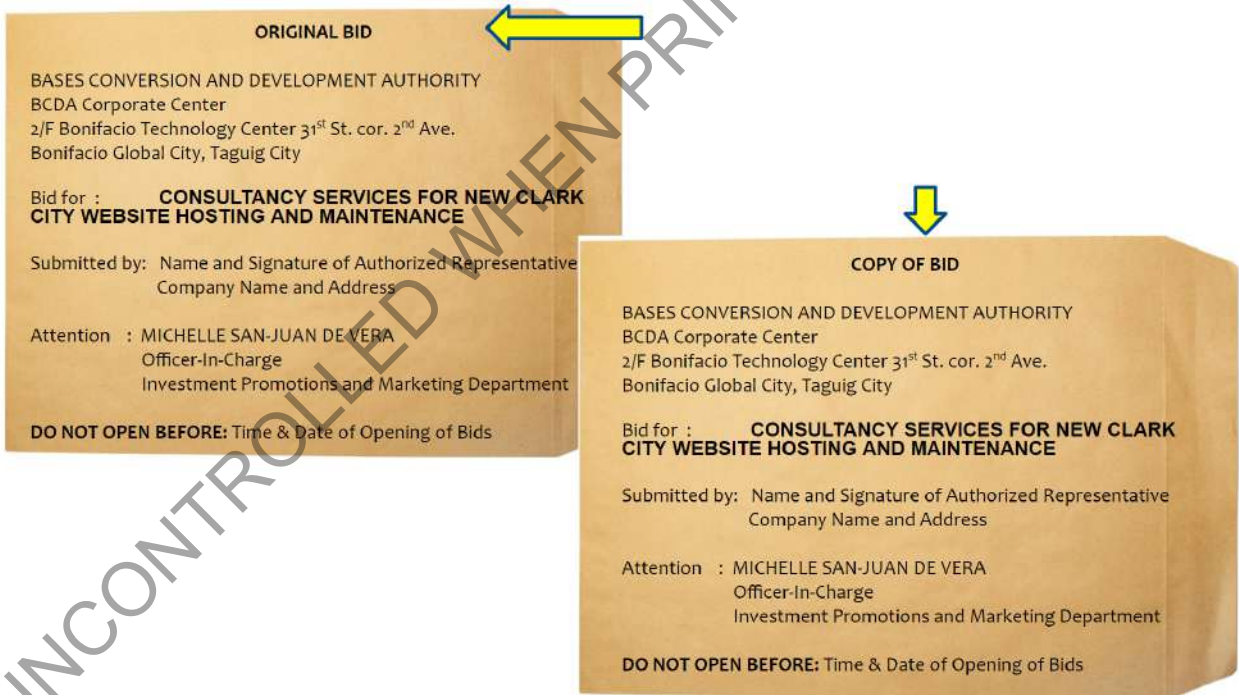 ORIGINAL BID
BASES CONVERSION AND DEVELOPMENT AUTHORITY
BCDA Corporate Center
2/F Bonifacio Technology Center 31st St. cor. 2nd Ave.
Bonifacio Global City, Taguig City
Bid for : CONSULTANCY SERVICES FOR NEW CLARK
CITY WEBSITE HOSTING AND MAINTENANCE
Submitted by: Name and Signature of Authorized Representative
Company Name and Address
Attention : MICHELLE SAN-JUAN DE VERA
Officer-In-Charge
Investment Promotions and Marketing Department
DO NOT OPEN BEFORE: Time & Date of Opening of Bids
COPY OF BID
BASES CONVERSION AND DEVELOPMENT AUTHORITY
BCDA Corporate Center
2/F Bonifacio Technology Center 31st St. cor. 2nd Ave.
Bonifacio Global City, Taguig City
Bid for : CONSULTANCY SERVICES FOR NEW CLARK
CITY WEBSITE HOSTING AND MAINTENANCE
Submitted by: Name and Signature of Authorized Representative
Company Name and Address
Attention : MICHELLE SAN-JUAN DE VERA
Officer-In-Charge
Investment Promotions and Marketing Department
DO NOT OPEN BEFORE: Time & Date of Opening of Bids
UNCONTROLLED WHEN PRI